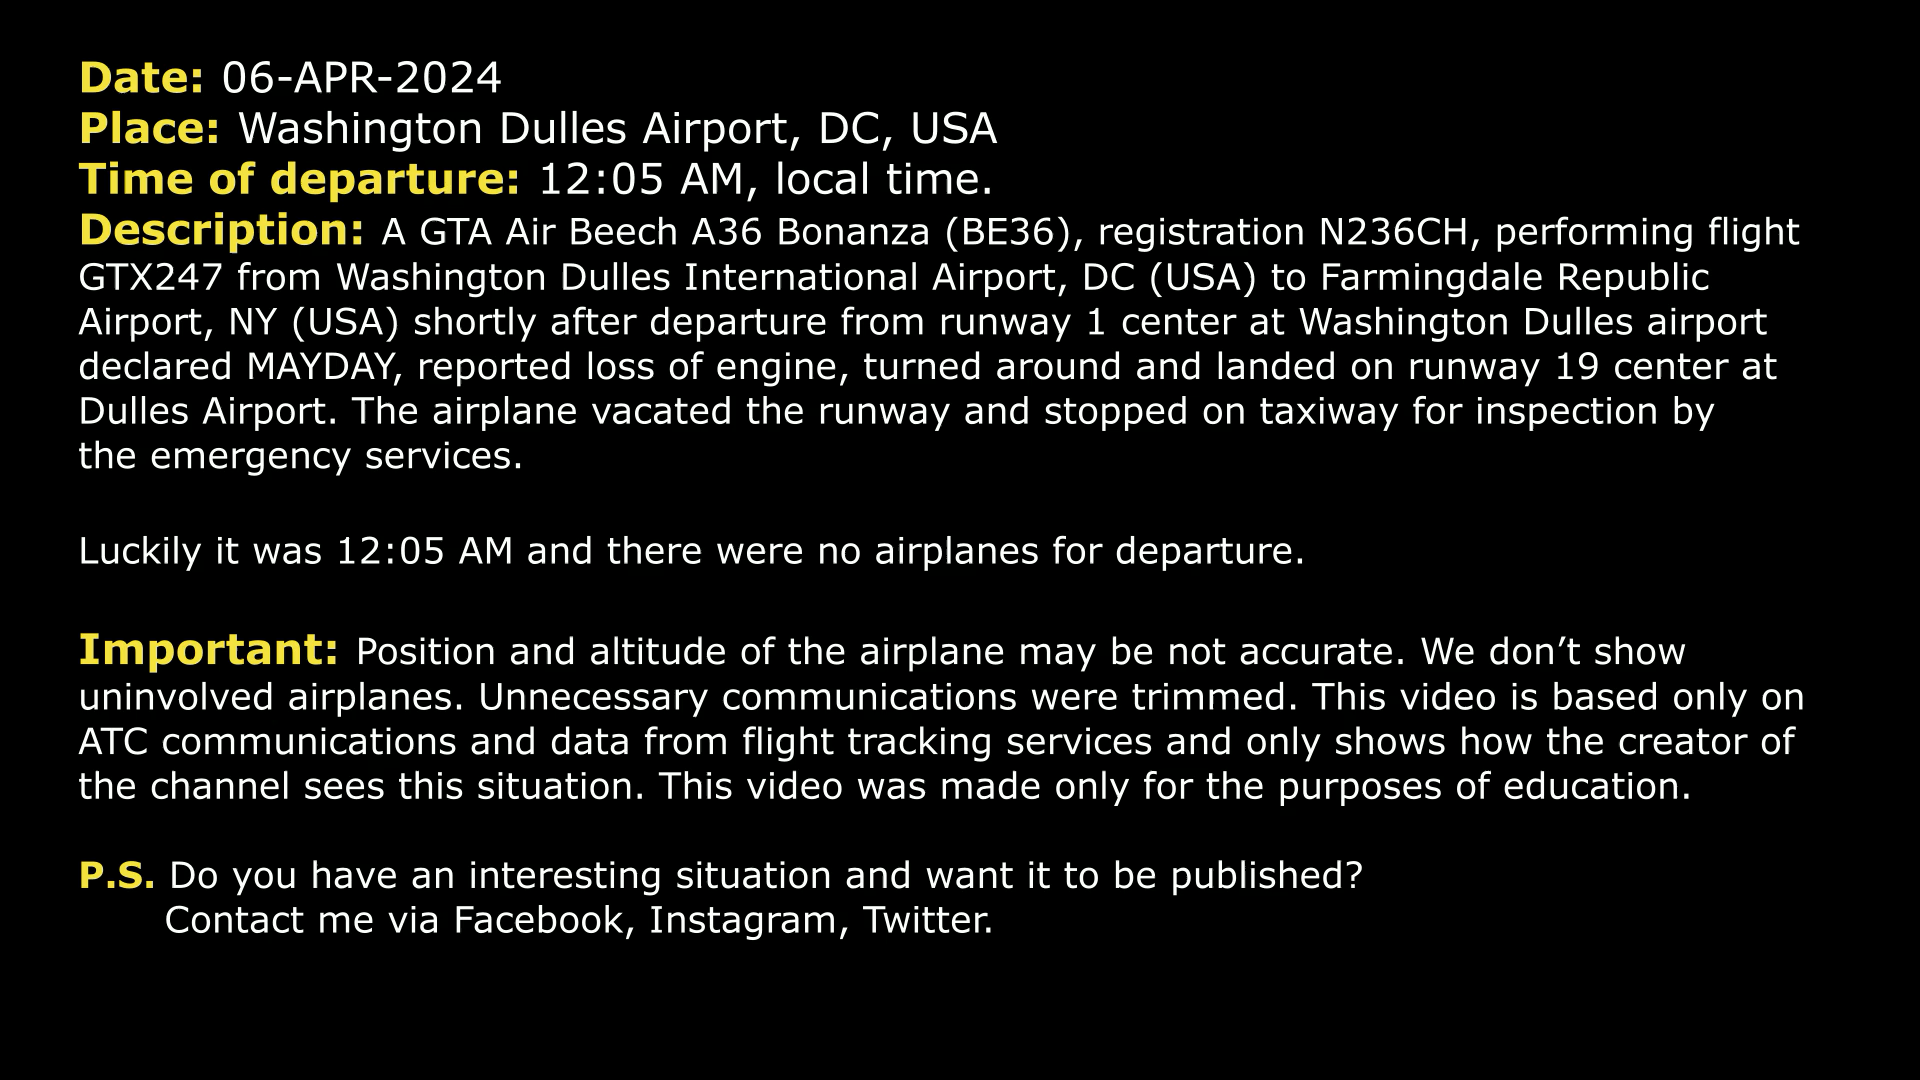 Date: 06-APR-2024
Place: Washington Dulles Airport, DC, USA
Time of departure: 12:05 AM, local time.
Description: A GTA Air Beech A36 Bonanza (BE36), registration N236CH, performing flight
GTX247 from Washington Dulles International Airport, DC (USA) to Farmingdale Republic
Airport, NY (USA) shortly after departure from runway 1 center at Washington Dulles airport
declared MAYDAY, reported loss of engine, turned around and landed on runway 19 center at
Dulles Airport. The airplane vacated the runway and stopped on taxiway for inspection by
the emergency services.
Luckily it was 12:05 AM and there were no airplanes for departure.
Important: Position and altitude of the airplane may be not accurate. We don’t show
uninvolved airplanes. Unnecessary communications were trimmed. This video is based only on
ATC communications and data from flight tracking services and only shows how the creator of
the channel sees this situation. This video was made only for the purposes of education.
P.S. Do you have an interesting situation and want it to be published?
Contact me via Facebook, Instagram, Twitter.